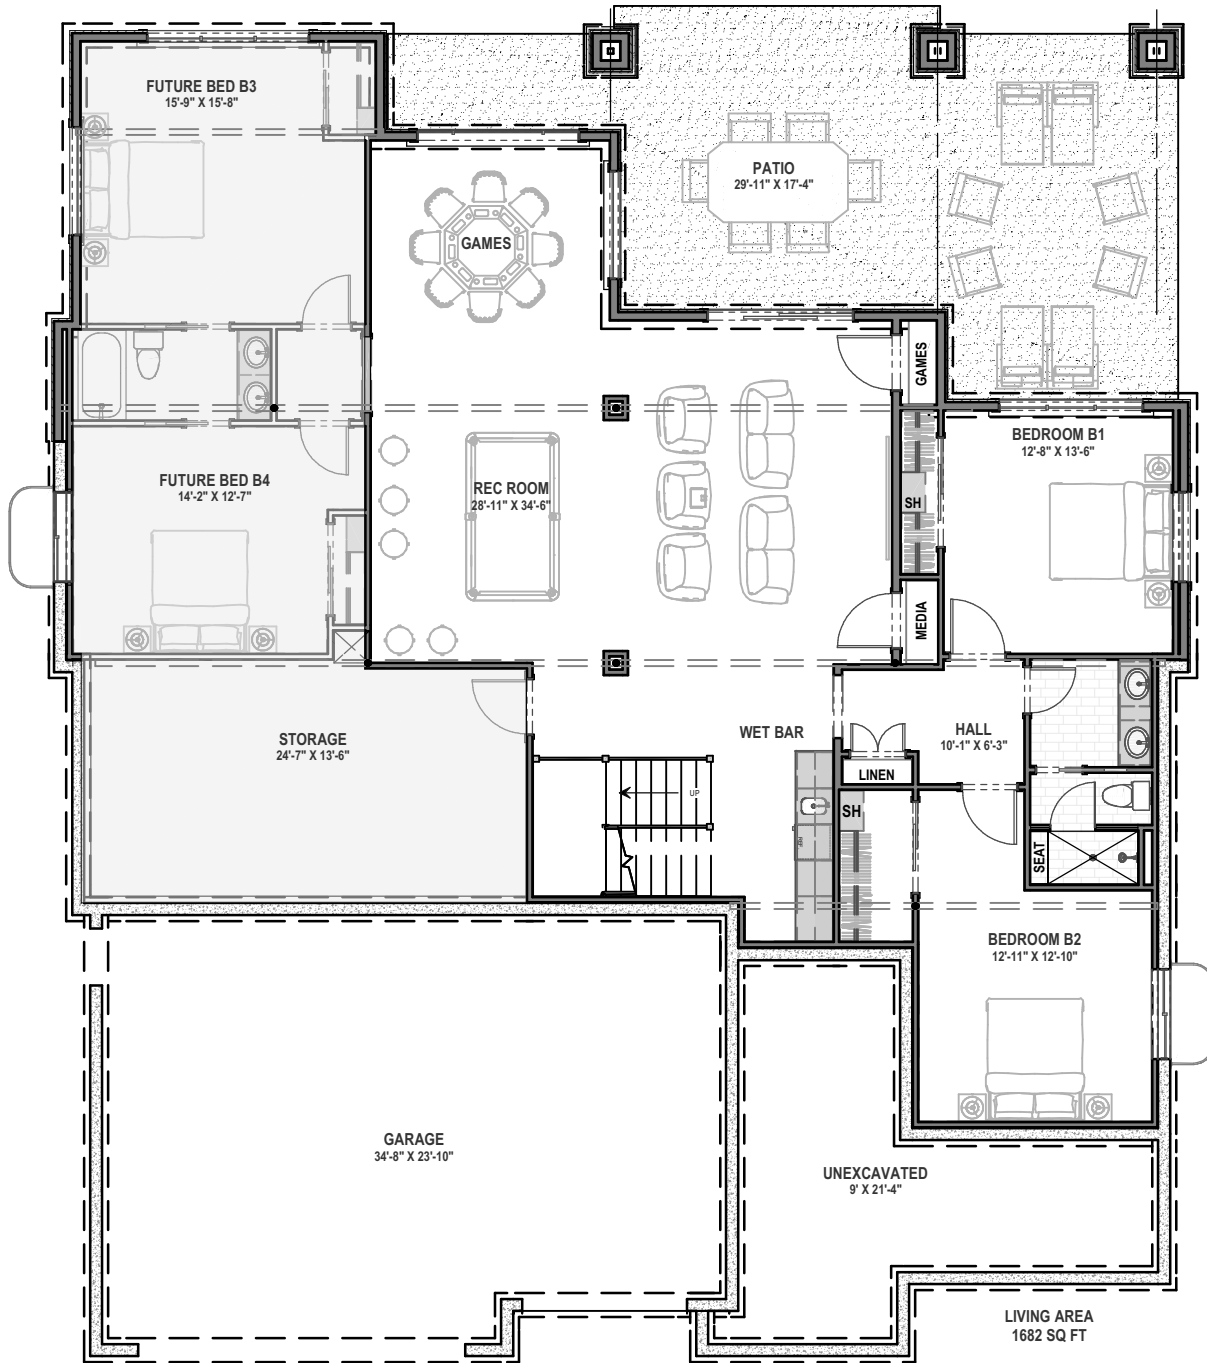 FUTURE BED B3
15'-9" X 15'-8"
PATIO
29'-11" X 17'-4"
GAMES
GAMES
BEDROOM B1
12'-8" X 13'-6"
FUTURE BED B4
14'-2" X 12'-7"
REC ROOM
28'-11" X 34'-6"
SH
MEDIA
STORAGE
24'-7" X 13'-6"
WET BAR
HALL
10'-1" X 6'-3"
LINEN
UP
SH
REF
SEAT
BEDROOM B2
12'-11" X 12'-10"
GARAGE
34'-8" X 23'-10"
UNEXCAVATED
9' X 21'-4"
LIVING AREA
1682 SQ FT